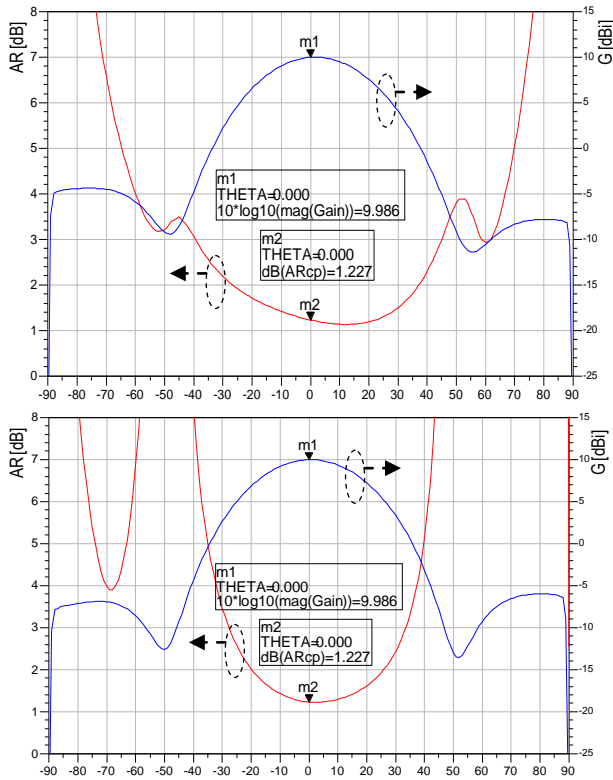 AR [dB]
G [dBi]
8
7
6
5
4
3
2
1
0
15
10
5
0
-5
-10
-15
-20
-25
m1
m1
THETA=0.000
10*log10(mag(Gain))=9.986
m2
THETA=0.000
dB(ARcp)=1.227
m2
-90 -80 -70 -60 -50 -40 -30 -20 -10 0 10 20 30 40 50 60 70 80 90
AR [dB]
G [dBi]
8
7
6
5
4
3
2
1
0
15
10
5
0
-5
-10
-15
-20
-25
m1
m1
THETA=0.000
10*log10(mag(Gain))=9.986
m2
THETA=0.000
dB(ARcp)=1.227
m2
-90 -80 -70 -60 -50 -40 -30 -20 -10 0 10 20 30 40 50 60 70 80 90